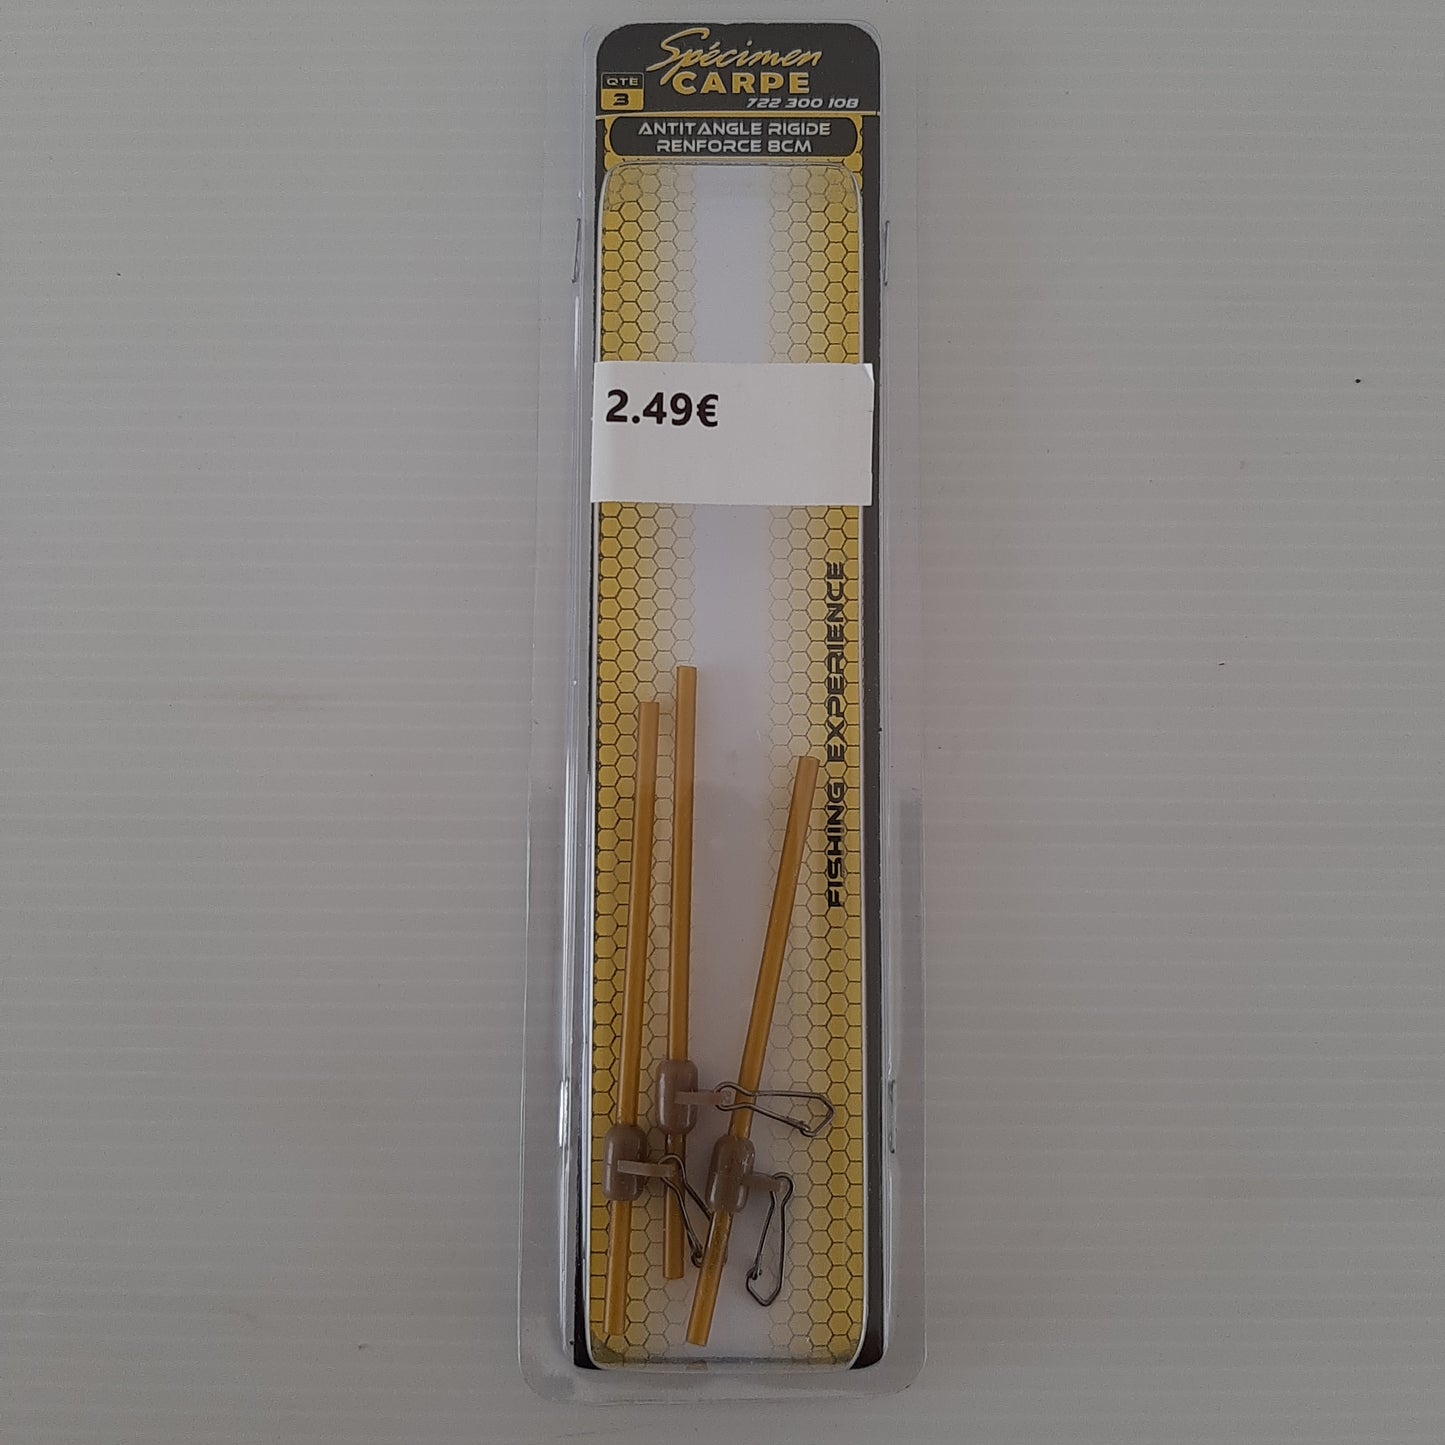 Spécimen
CARPE
QTE
3
722 300 108
ANTITANGLE RIGIDE
RENFORCE 8CM
2.49€
FISHING EXPERIENCE